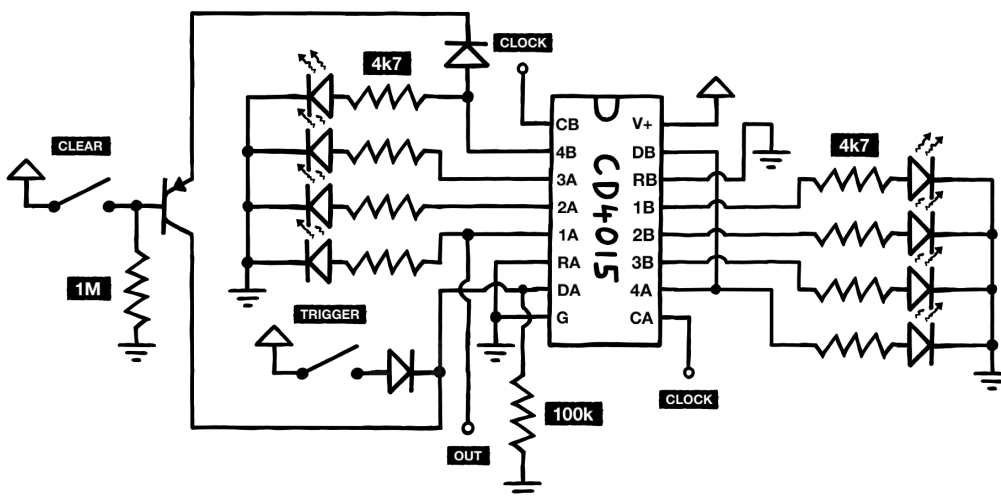 CLOCK
4k7
CLEAR
1M
TRIGGER
OUT
100k
CB
4B
3A
2A
1A
RA
DA
G
CD4015
V+
DB
RB
1B
2B
3B
4A
CA
4k7
CLOCK